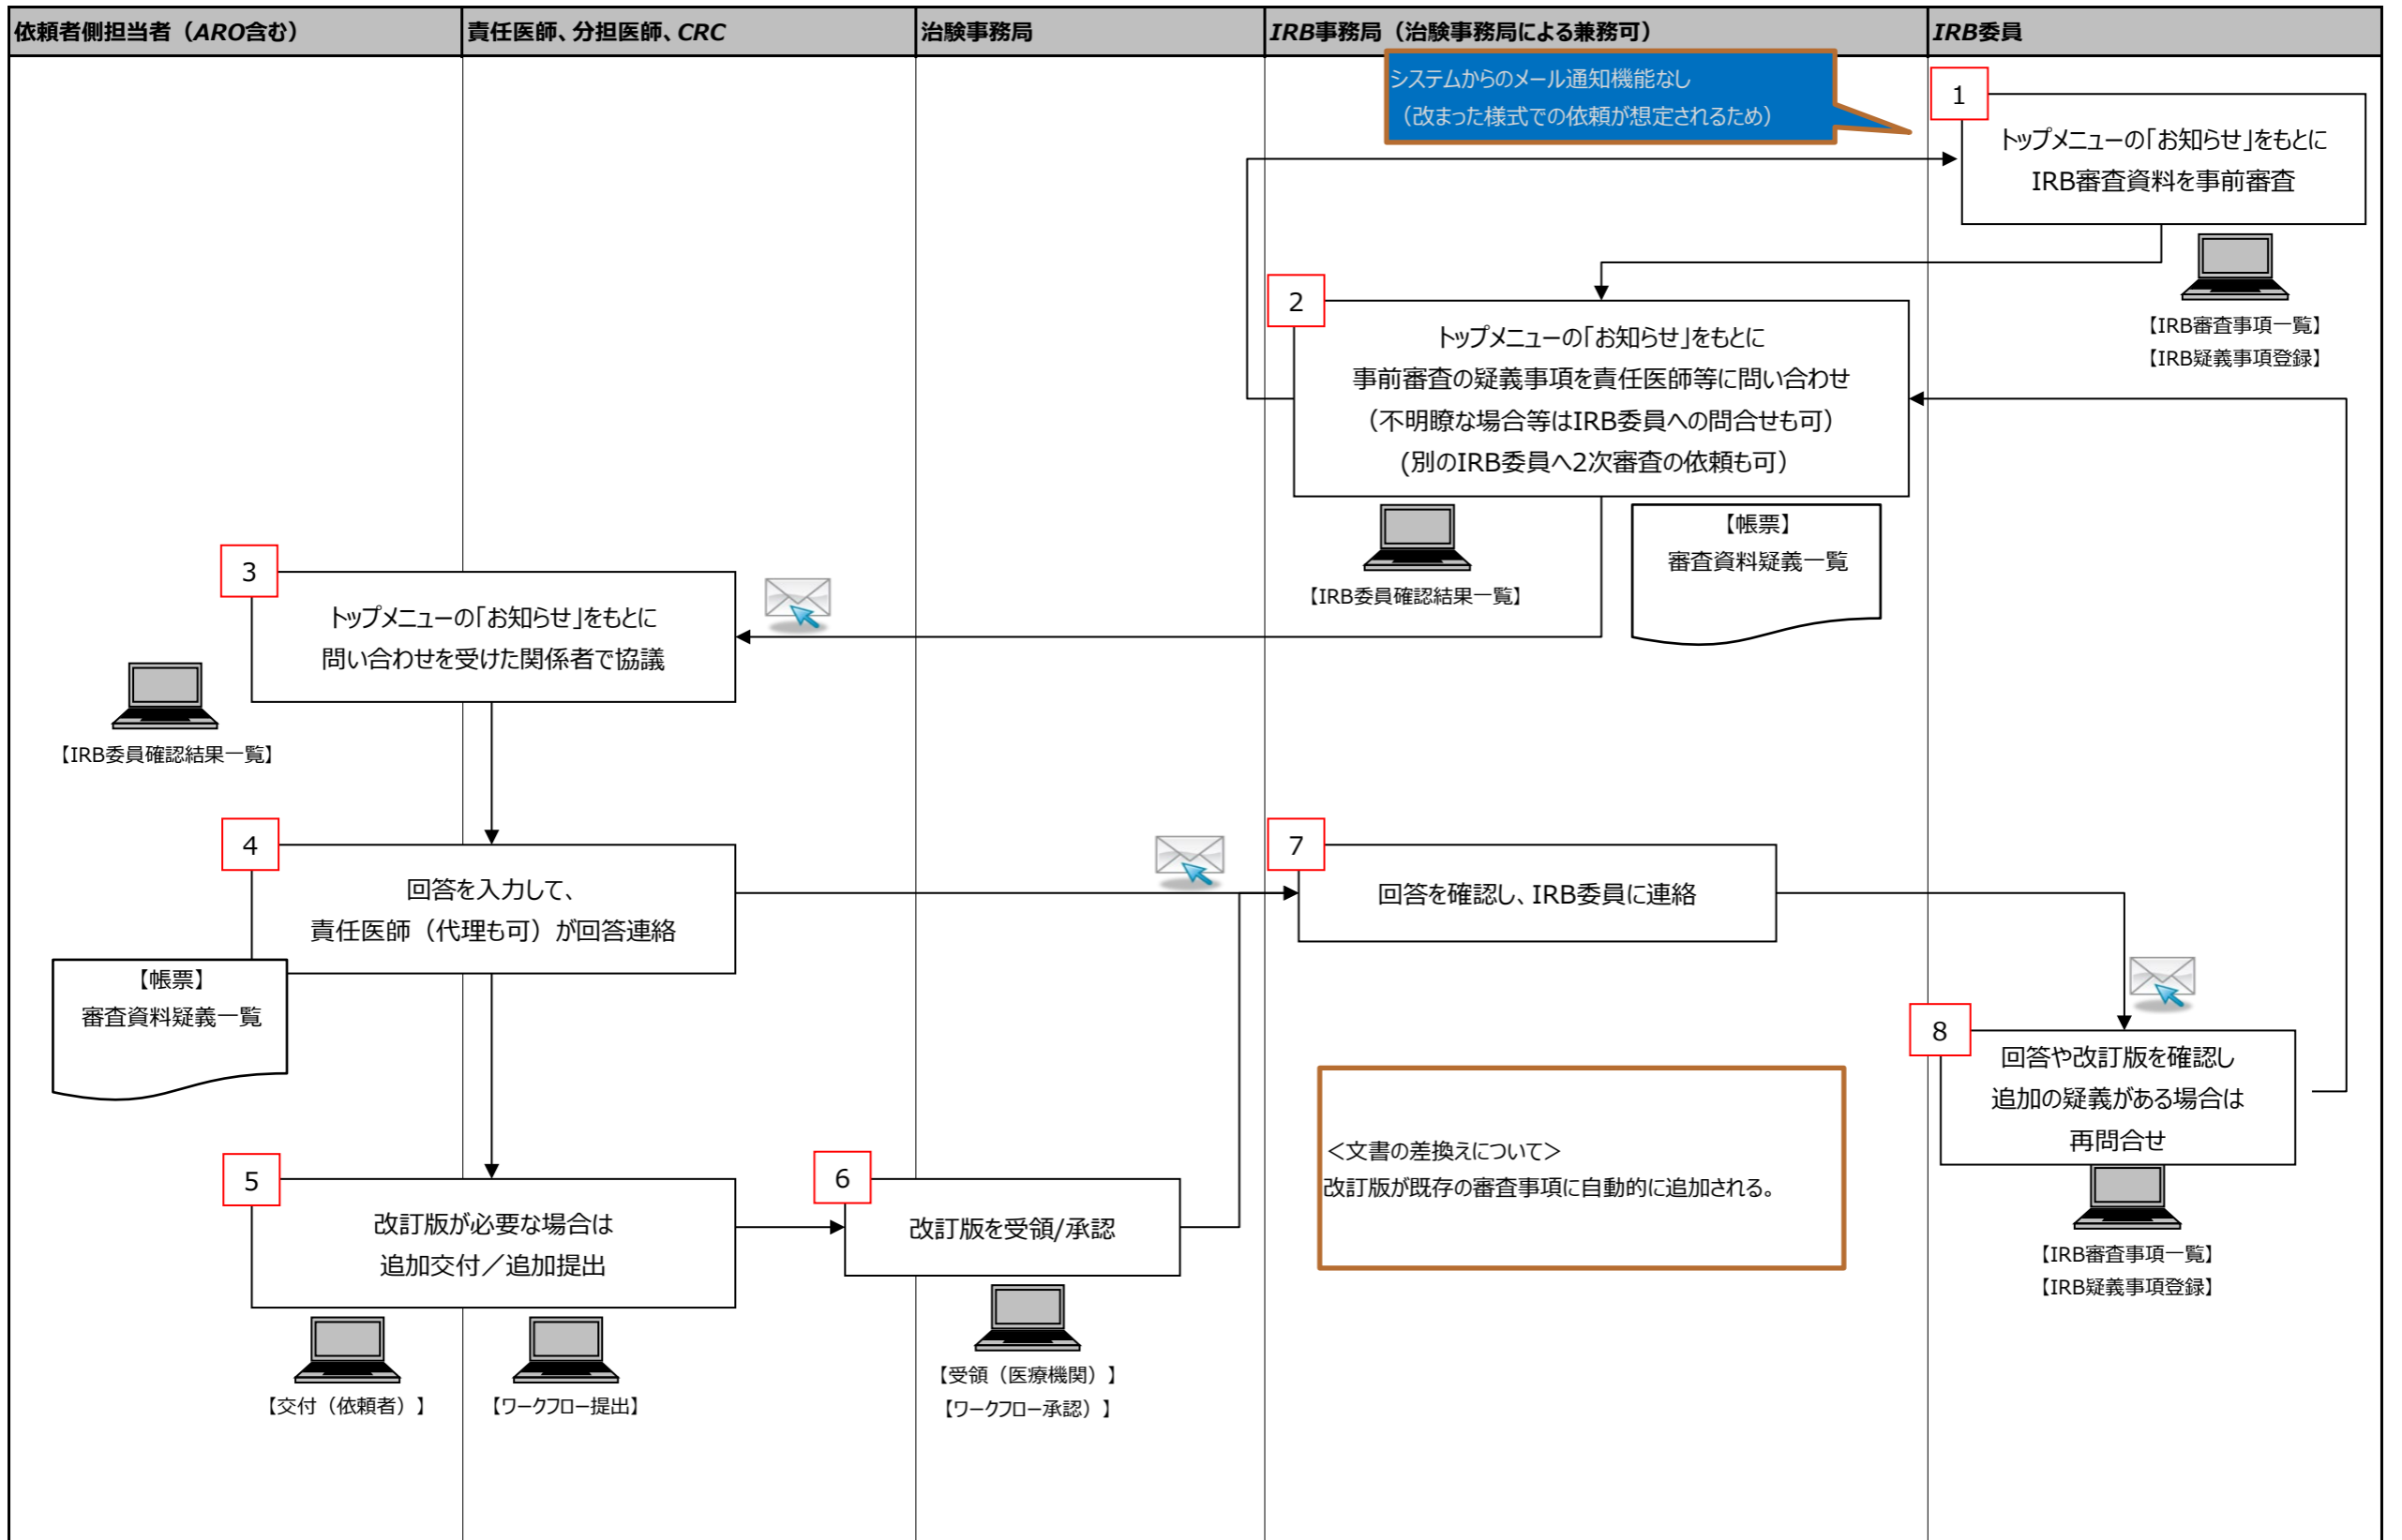 依頼者側担当者（ARO含む）
責任医師、分担医師、CRC
治験事務局
IRB事務局（治験事務局による兼務可）
IRB委員
システムからのメール通知機能なし
（改まった様式での依頼が想定されるため）
1
トップメニューの「お知らせ」をもとに
IRB審査資料を事前審査
【IRB審査事項一覧】
【IRB疑義事項登録】
2
トップメニューの「お知らせ」をもとに
事前審査の疑義事項を責任医師等に問い合わせ
（不明瞭な場合等はIRB委員への問合せも可）
(別のIRB委員へ2次審査の依頼も可）
【IRB委員確認結果一覧】
【帳票】
審査資料疑義一覧
3
トップメニューの「お知らせ」をもとに
問い合わせを受けた関係者で協議
【IRB委員確認結果一覧】
4
回答を入力して、
責任医師（代理も可）が回答連絡
【帳票】
審査資料疑義一覧
7
回答を確認し、IRB委員に連絡
8
回答や改訂版を確認し
追加の疑義がある場合は
再問合せ
【IRB審査事項一覧】
【IRB疑義事項登録】
＜文書の差換えについて＞
改訂版が既存の審査事項に自動的に追加される。
5
改訂版が必要な場合は
追加交付／追加提出
【交付（依頼者）】
【ワークフロー提出】
6
改訂版を受領/承認
【受領（医療機関）】
【ワークフロー承認）】